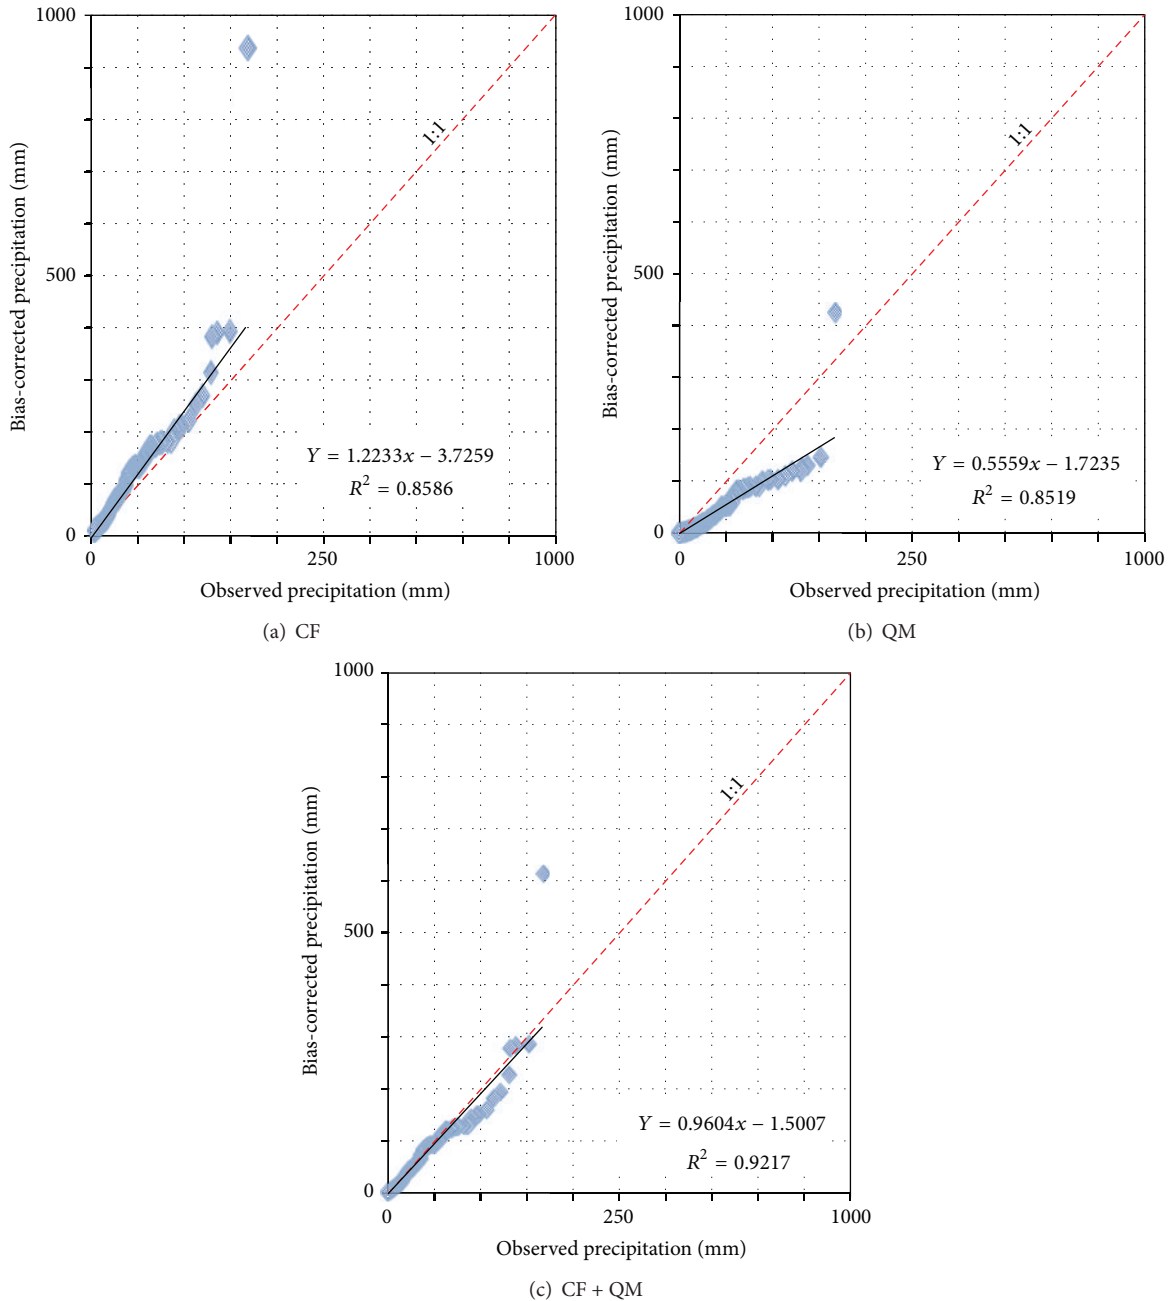 1000
500
0
Bias-corrected precipitation (mm)
1:1
Y = 1.2233x − 3.7259
R² = 0.8586
0
250
1000
Observed precipitation (mm)
(a) CF
1000
500
0
Bias-corrected precipitation (mm)
1:1
Y = 0.5559x − 1.7235
R² = 0.8519
0
250
1000
Observed precipitation (mm)
(b) QM
1000
500
0
Bias-corrected precipitation (mm)
1:1
Y = 0.9604x − 1.5007
R² = 0.9217
0
250
1000
Observed precipitation (mm)
(c) CF + QM